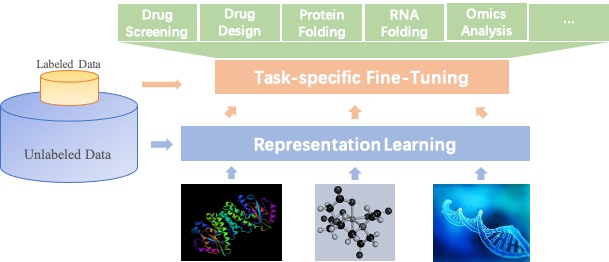 Drug Screening
Drug Design
Protein Folding
RNA Folding
Omics Analysis
...
Labeled Data
Task-specific Fine-Tuning
Unlabeled Data
Representation Learning